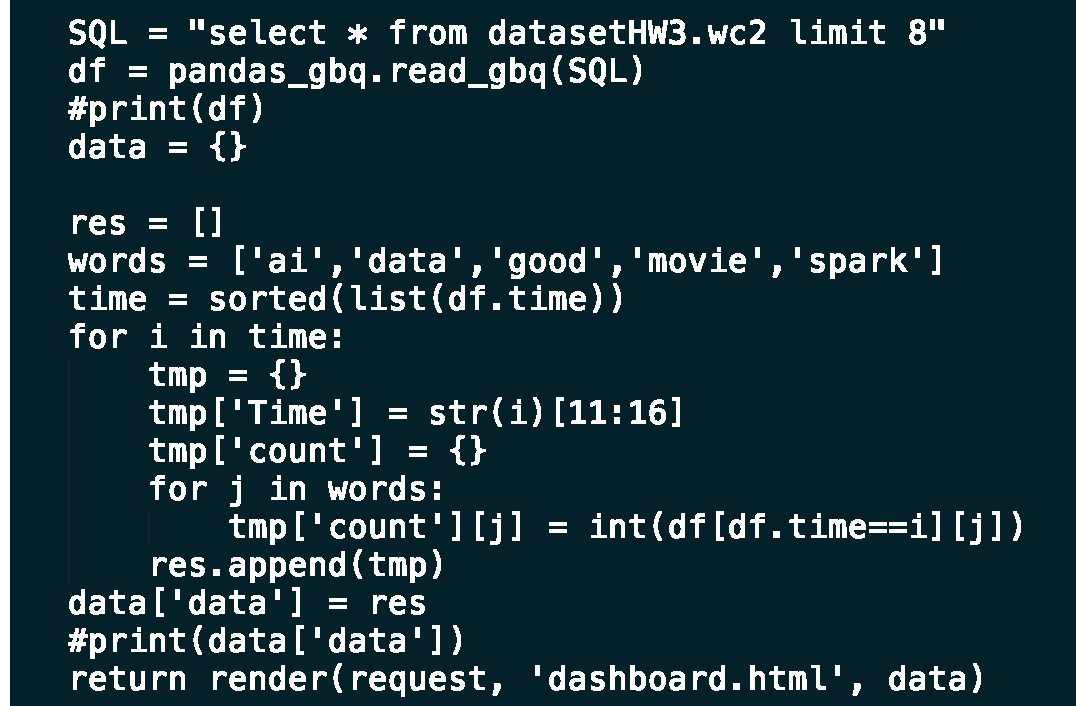 SQL = "select * from datasetHW3.wc2 limit 8"
df = pandas_gbq.read_gbq(SQL)
#print(df)
data = {}

res = []
words = ['ai','data','good','movie','spark']
time = sorted(list(df.time))
for i in time:
    tmp = {}
    tmp['Time'] = str(i)[11:16]
    tmp['count'] = {}
    for j in words:
        tmp['count'][j] = int(df[df.time==i][j])
    res.append(tmp)
data['data'] = res
#print(data['data'])
return render(request, 'dashboard.html', data)